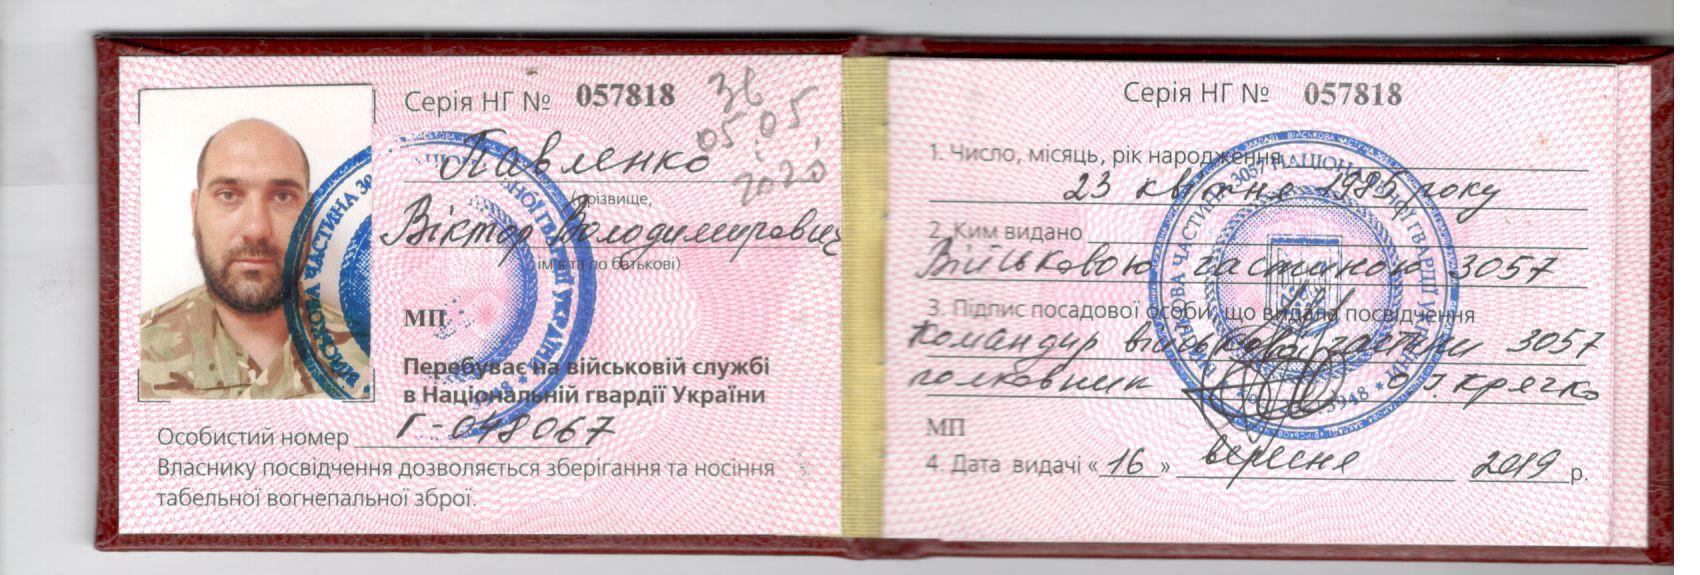 Серія НГ № 057818
зб
05.05.
2020
Павленко
(прізвище,
Віктор Володимирович
ім'я та по батькові)
МП
Перебуває на військовій службі
в Національній гвардії України
Особистий номер Г-048067
Власнику посвідчення дозволяється зберігання та носіння
табельної вогнепальної зброї.
Серія НГ № 057818
1. Число, місяць, рік народження
23 квітня 1985 року
2. Ким видано
Військовою частиною 3057
3. Підпис посадової особи, що видала посвідчення
Командир військової частини 3057
полковник О.Г.Крячко
МП
4. Дата видачі « 16 » вересня 2019 р.